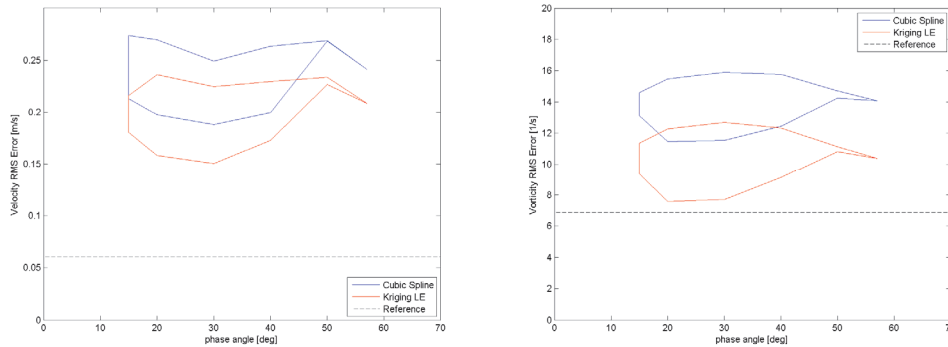 0.25
0.2
0.15
0.1
0.05
0
Velocity RMS Error [m/s]
0 10 20 30 40 50 60 70
phase angle [deg]
Cubic Spline
Kriging LE
Reference
20
18
16
14
12
10
8
6
4
2
0
Vorticity RMS Error [1/s]
0 10 20 30 40 50 60 7
phase angle [deg]
Cubic Spline
Kriging LE
Reference